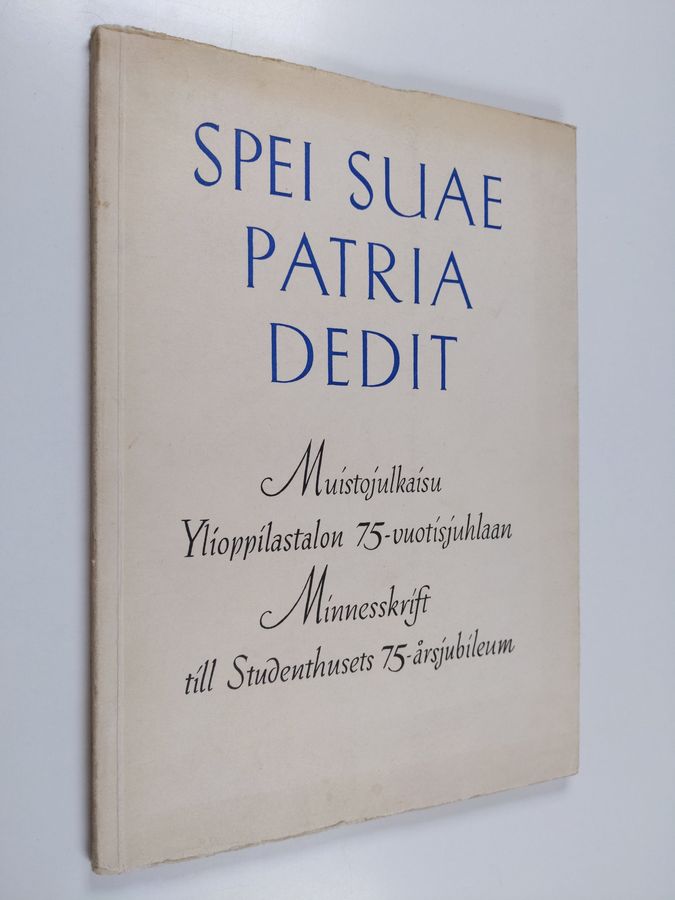 SPEI SUAE
PATRIA
DEDIT
Muistojulkaisu
Ylioppilastalon 75-vuotisjuhlaan
Minnesskrift
till Studenthusets 75-årsjubileum